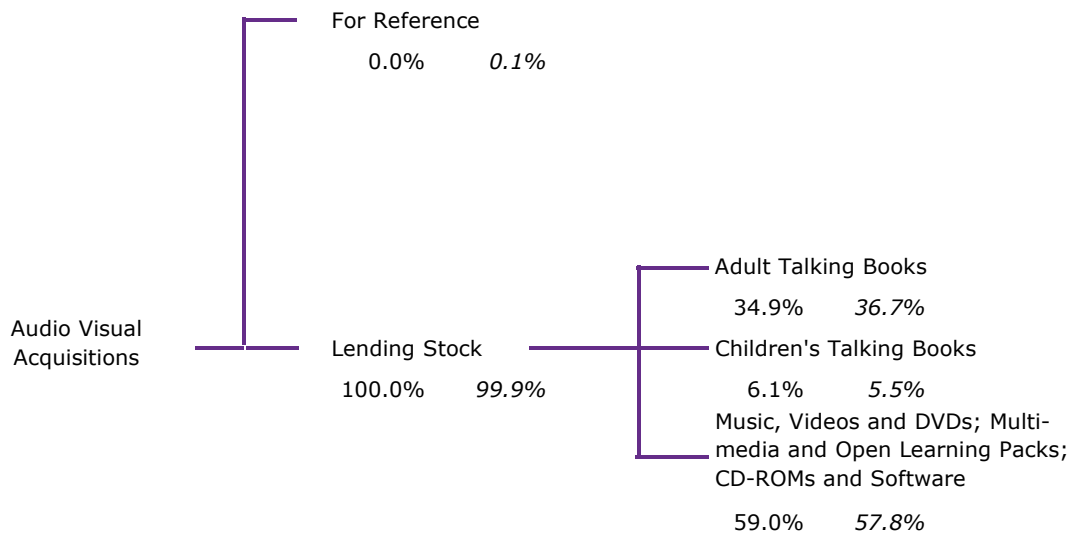 For Reference
0.0% 0.1%
Audio Visual
Acquisitions
Lending Stock
100.0% 99.9%
Adult Talking Books
34.9% 36.7%
Children's Talking Books
6.1% 5.5%
Music, Videos and DVDs; Multi-
media and Open Learning Packs;
CD-ROMs and Software
59.0% 57.8%